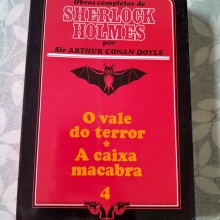 Obras completas de
SHERLOCK
HOLMES
por
Sir ARTHUR CONAN DOYLE
O vale
do terror
*
A caixa
macabra
4